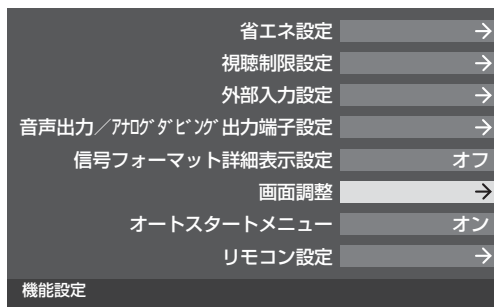 省エネ設定 →
視聴制限設定 →
外部入力設定 →
音声出力／ｱﾅﾛｸﾞﾀﾞﾋﾞﾝｸﾞ出力端子設定 →
信号フォーマット詳細表示設定 オフ
画面調整 →
オートスタートメニュー オン
リモコン設定 →
機能設定